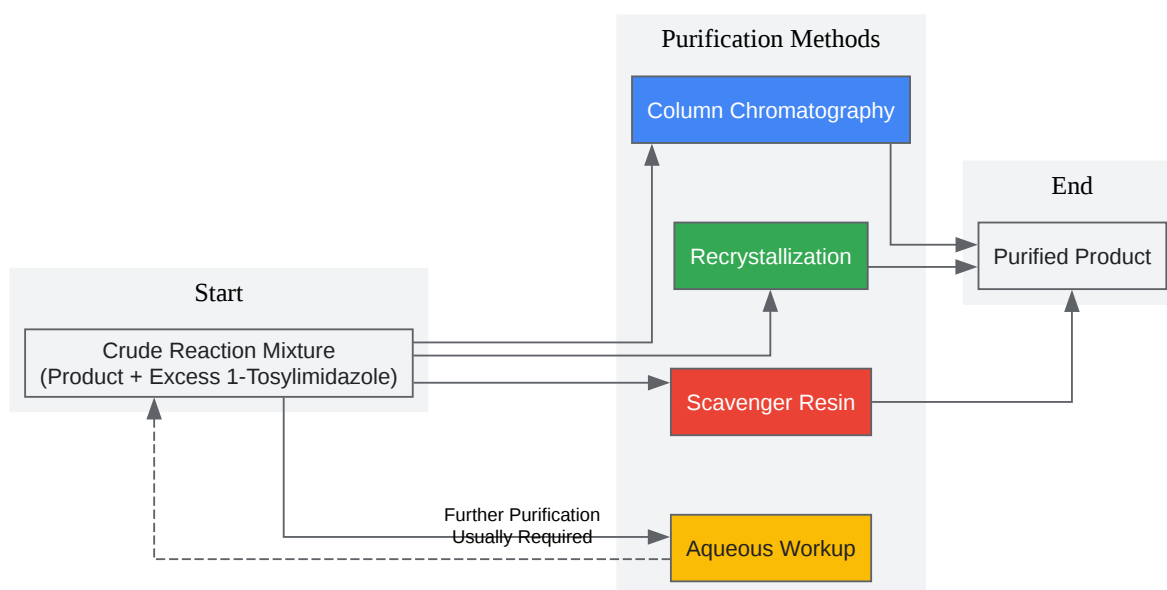 Purification Methods
Column Chromatography
End
Recrystallization
Purified Product
Start
Crude Reaction Mixture
(Product + Excess 1-Tosylimidazole)
Scavenger Resin
Further Purification
Usually Required
Aqueous Workup